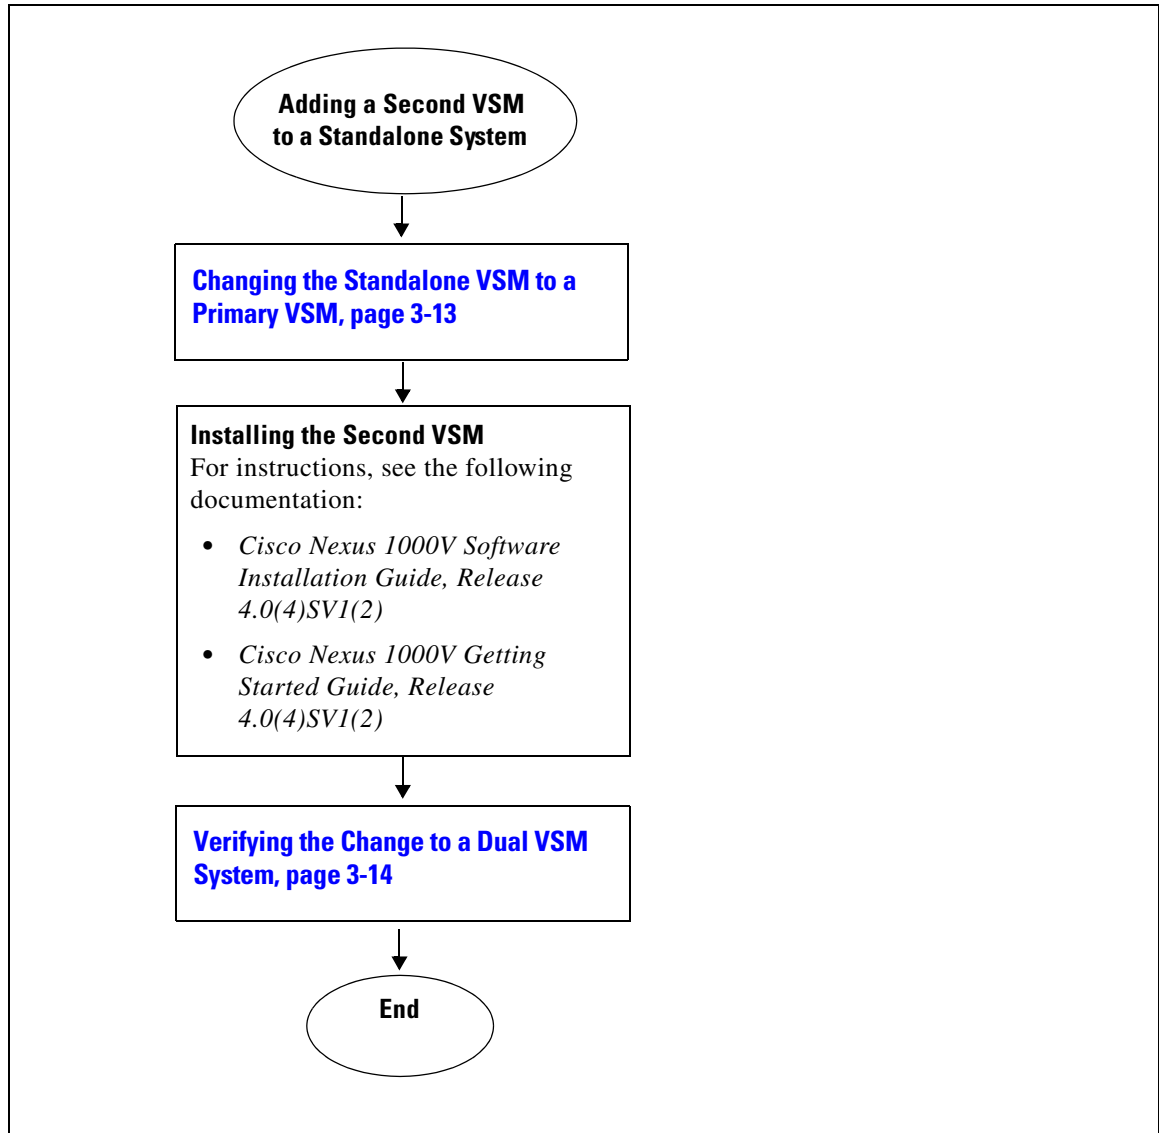 Adding a Second VSM
to a Standalone System
Changing the Standalone VSM to a
Primary VSM, page 3-13
Installing the Second VSM
For instructions, see the following
documentation:
• Cisco Nexus 1000V Software
Installation Guide, Release
4.0(4)SV1(2)
• Cisco Nexus 1000V Getting
Started Guide, Release
4.0(4)SV1(2)
Verifying the Change to a Dual VSM
System, page 3-14
End